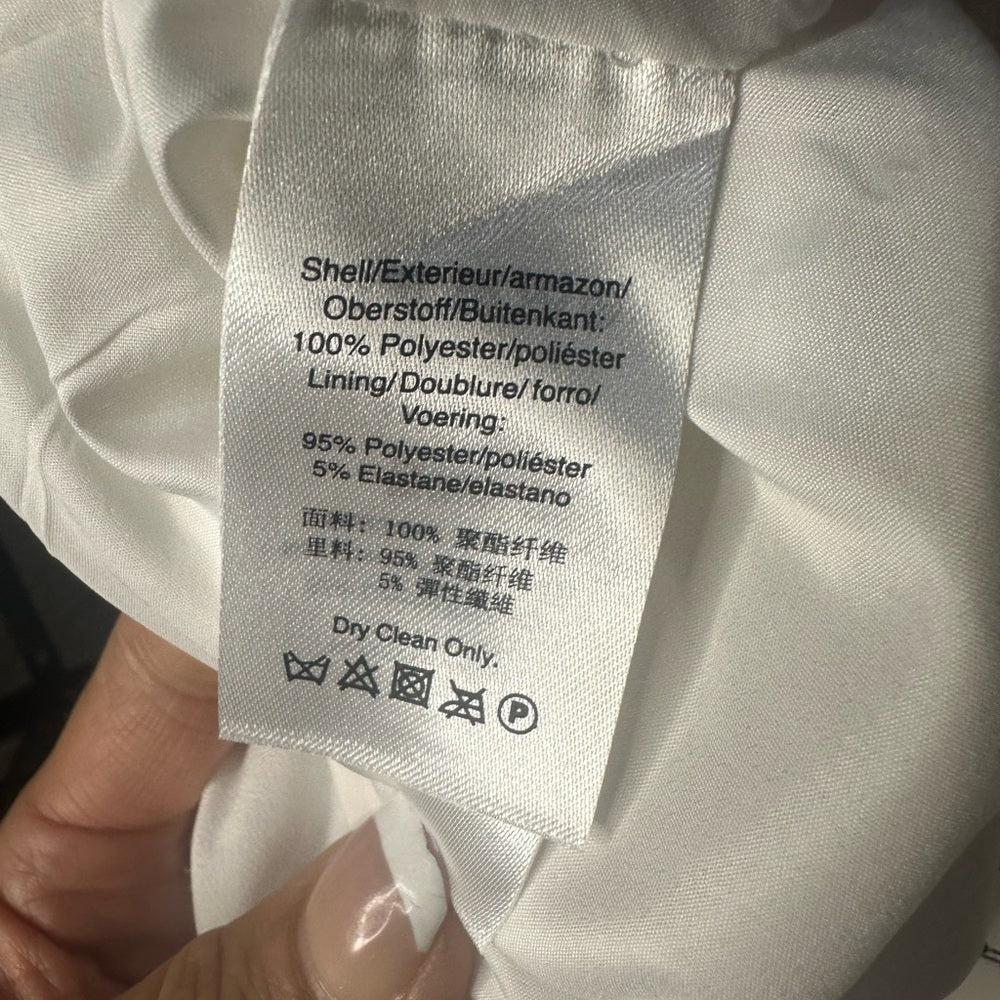 Shell/Exterieur/armazon/
Oberstoff/Buitenkant:
100% Polyester/poliéster
Lining/Doublure/forro/
Voering:
95% Polyester/poliéster
5% Elastane/elastano
面料: 100% 聚酯纤维
里料: 95% 聚酯纤维
5% 彈性纖維
Dry Clean Only.
P